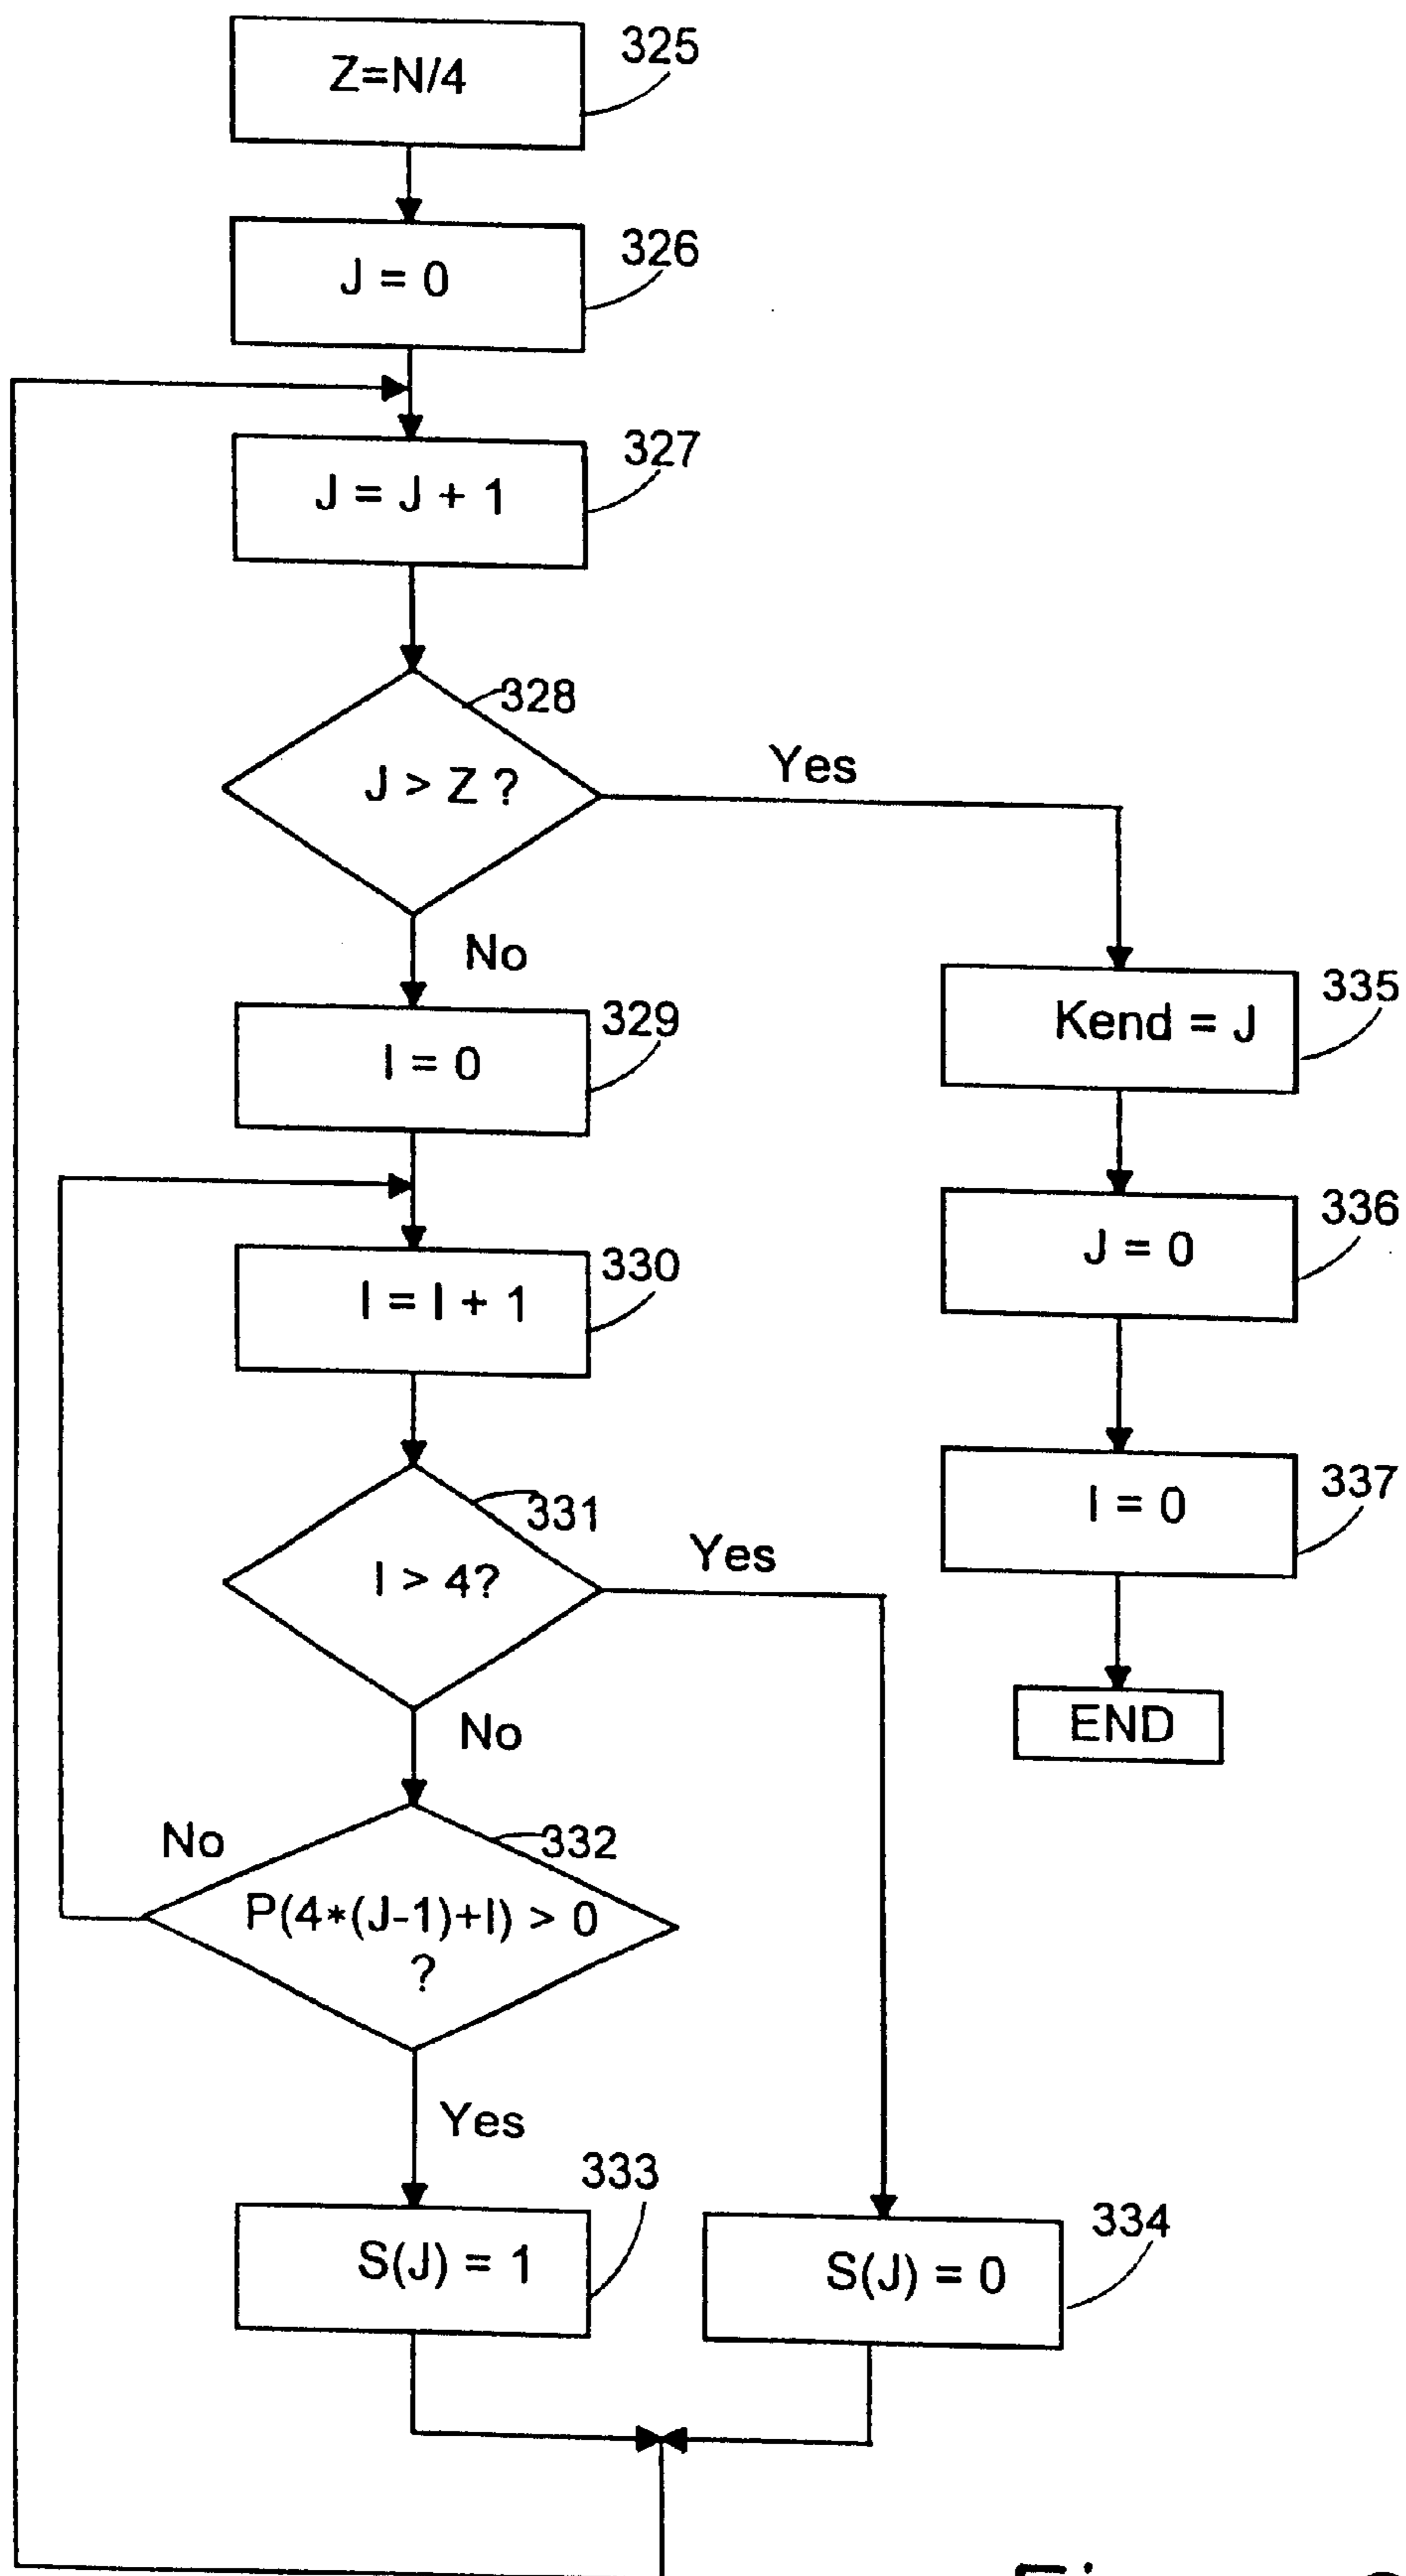 Z=N/4
325
J = 0
326
J = J + 1
327
328
J > Z ?
Yes
No
I = 0
329
Kend = J
335
I = I + 1
330
J = 0
336
331
I > 4?
Yes
I = 0
337
No
END
332
No
P(4*(J-1)+I) > 0
?
Yes
S(J) = 1
333
S(J) = 0
334